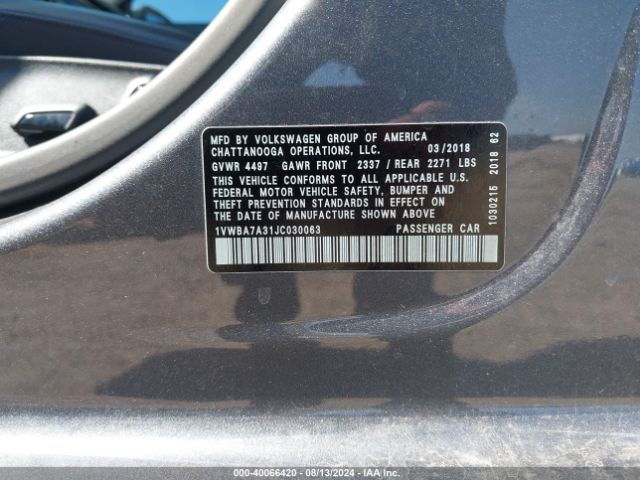 MFD BY VOLKSWAGEN GROUP OF AMERICA
CHATTANOOGA OPERATIONS, LLC. 03/2018
GVWR 4497 GAWR FRONT 2337 / REAR 2271 LBS
THIS VEHICLE CONFORMS TO ALL APPLICABLE U.S.
FEDERAL MOTOR VEHICLE SAFETY, BUMPER AND
THEFT PREVENTION STANDARDS IN EFFECT ON
THE DATE OF MANUFACTURE SHOWN ABOVE
1VWBA7A31JC030063 PASSENGER CAR
1030215 2018 62
000-40066420 - 08/13/2024 - IAA Inc.